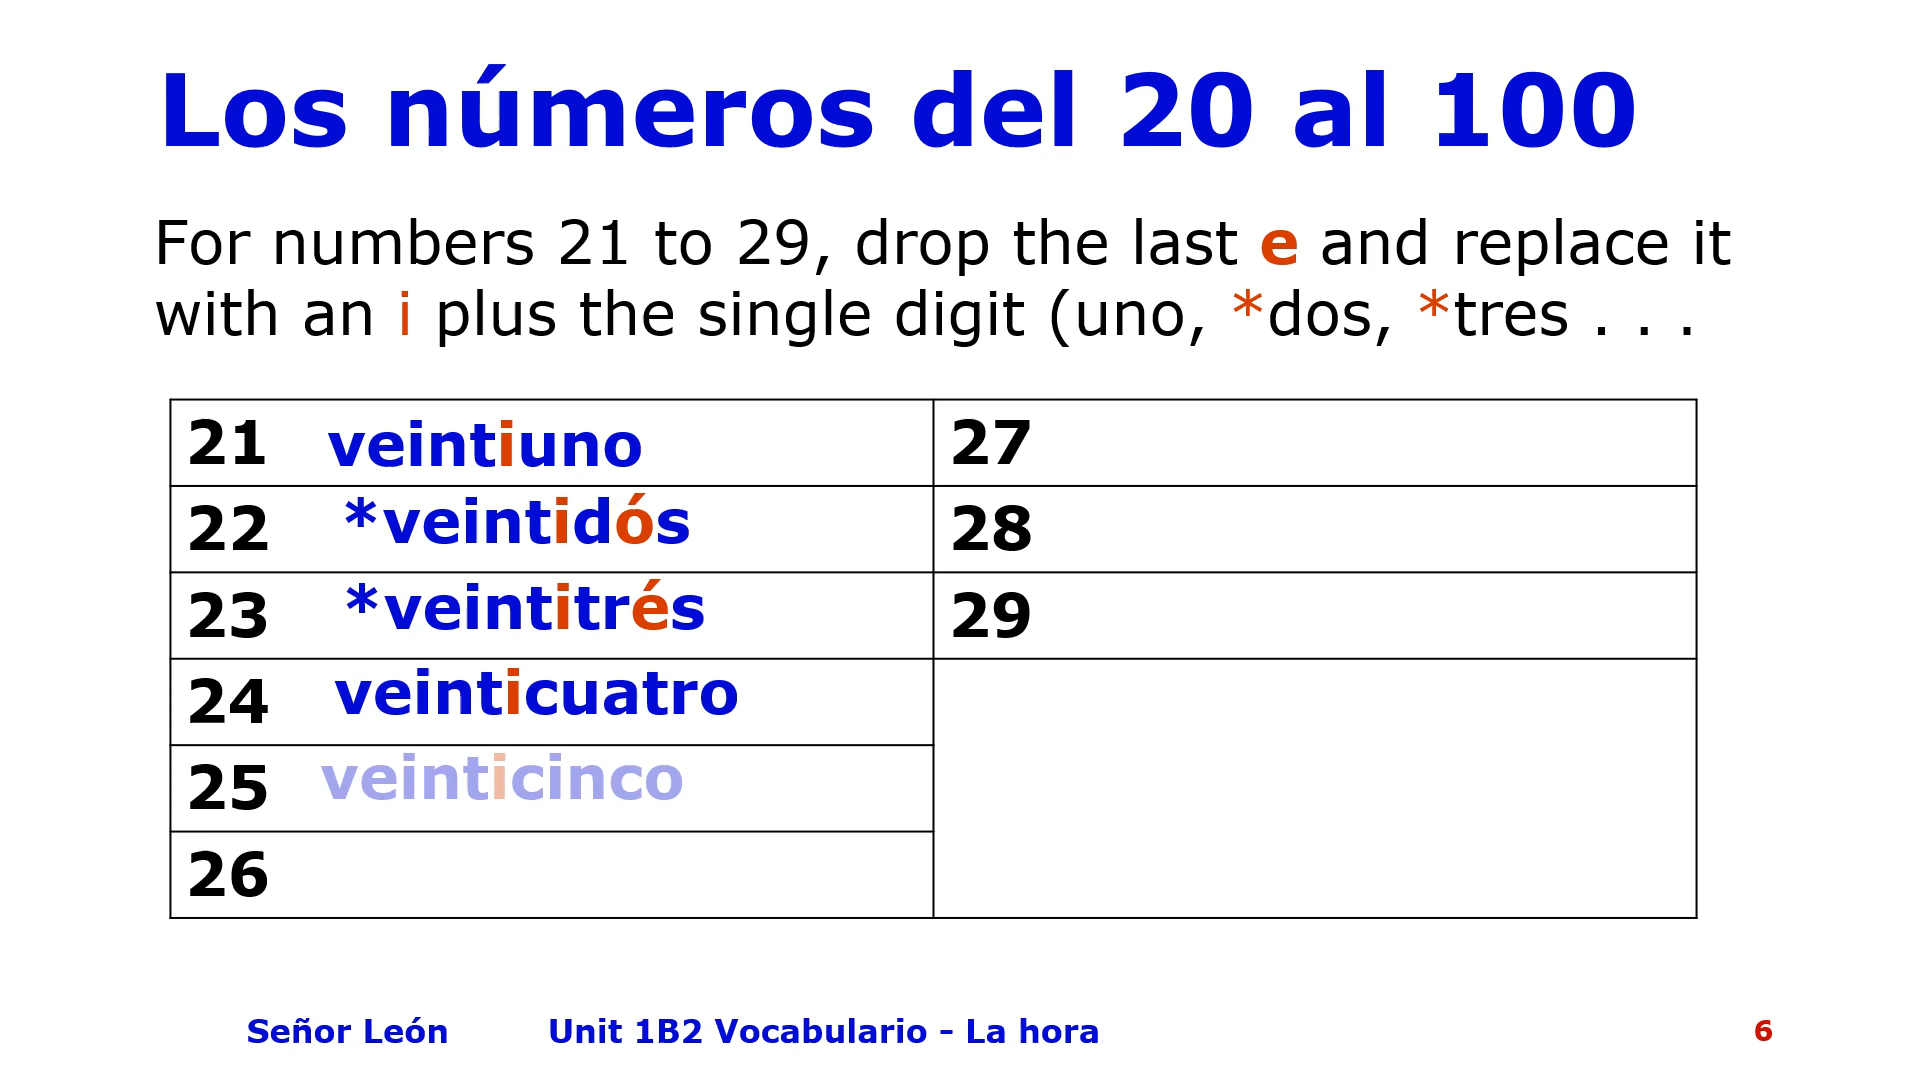 Los números del 20 al 100
For numbers 21 to 29, drop the last e and replace it
with an i plus the single digit (uno, *dos, *tres . . .
21 veintiuno 27
22 *veintidós 28
23 *veintitrés 29
24 veinticuatro
25 veinticinco
26
Señor León Unit 1B2 Vocabulario – La hora 6